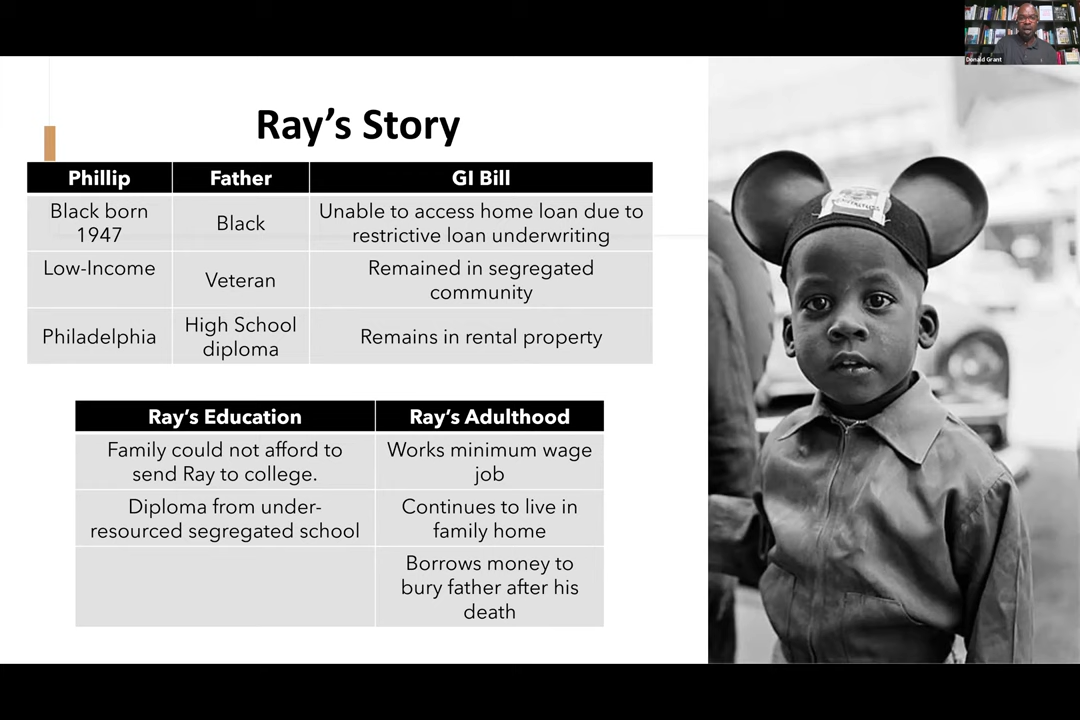 Donald Grant
Ray's Story
Phillip
Father
GI Bill
Black born
1947
Black
Unable to access home loan due to
restrictive loan underwriting
Low-Income
Veteran
Remained in segregated
community
Philadelphia
High School
diploma
Remains in rental property
Ray's Education
Ray's Adulthood
Family could not afford to
send Ray to college.
Works minimum wage
job
Diploma from under-
resourced segregated school
Continues to live in
family home
Borrows money to
bury father after his
death